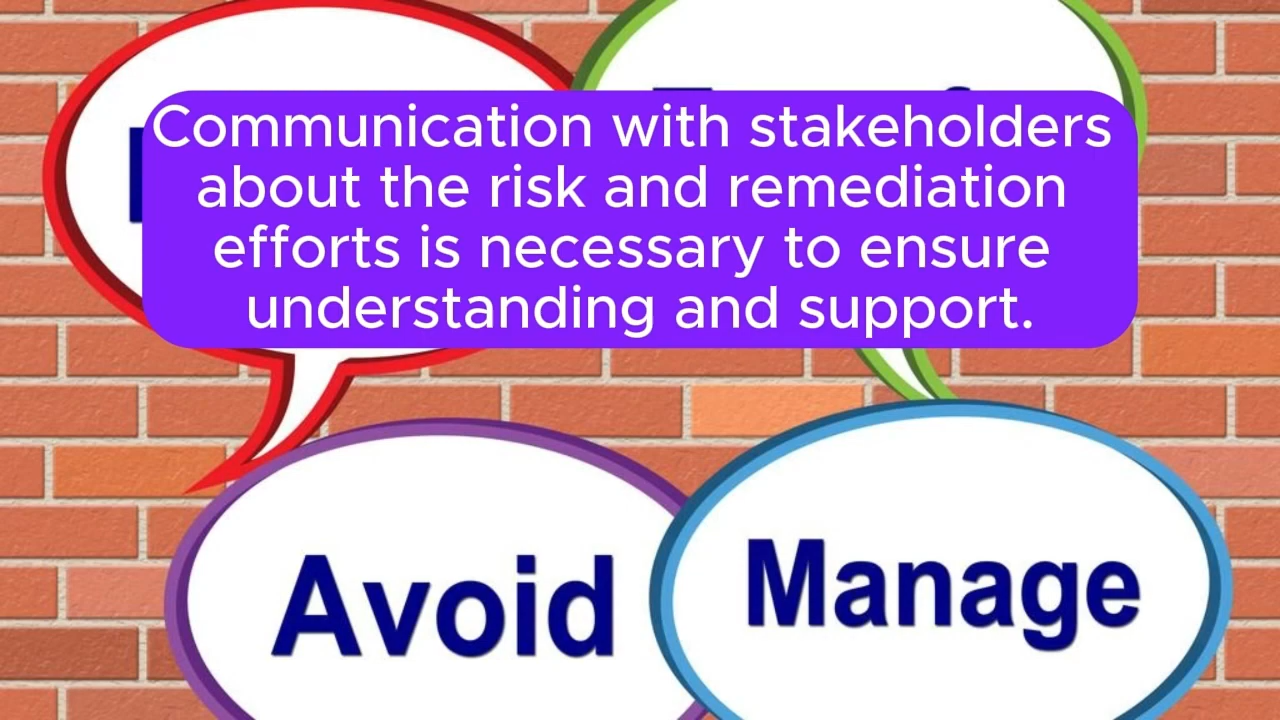 Communication with stakeholders
about the risk and remediation
efforts is necessary to ensure
understanding and support.
Avoid
Manage